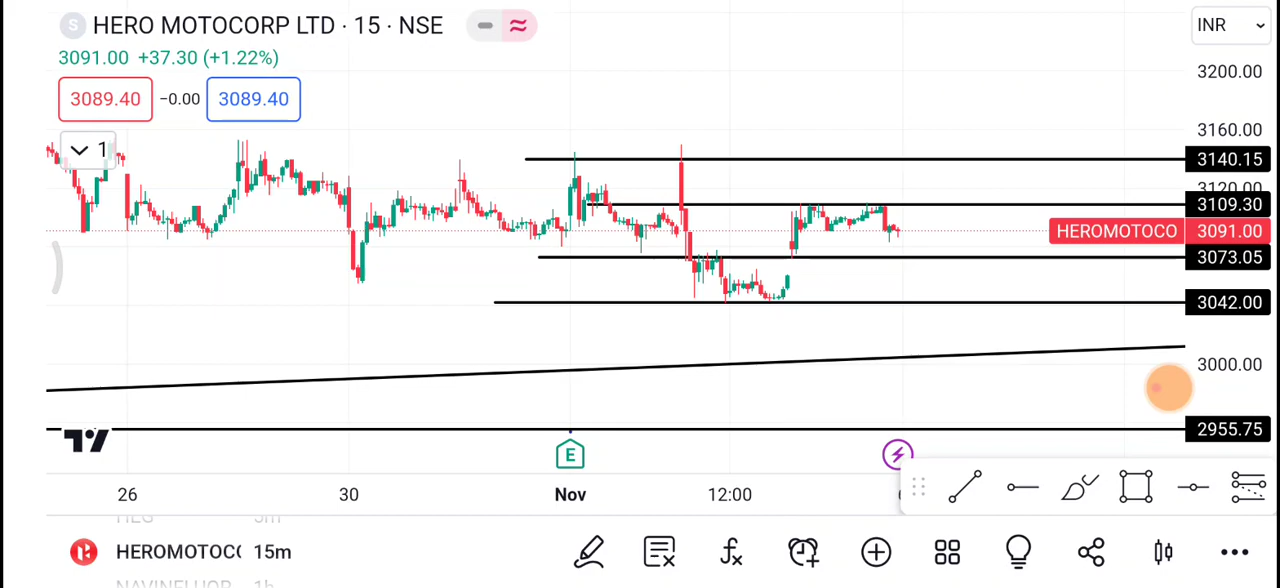 S HERO MOTOCORP LTD · 15 · NSE
INR
3091.00 +37.30 (+1.22%)
3200.00
3089.40 −0.00 3089.40
3160.00
1
3140.15
3120.00
3109.30
HEROMOTOCO 3091.00
3073.05
3042.00
3000.00
2955.75
E
26 30 Nov 12:00
HEROMOTOC 15m
NAVINFLUOR 1h